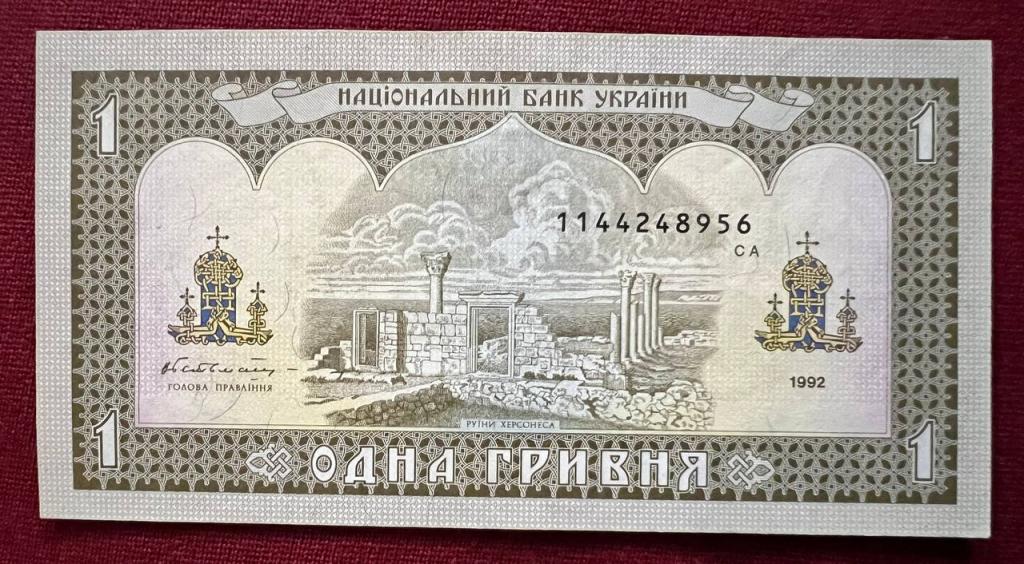 НАЦІОНАЛЬНИЙ БАНК УКРАЇНИ
1
1
1144248956
СА
ГОЛОВА ПРАВЛІННЯ
1992
РУЇНИ ХЕРСОНЕСА
1
1
ОДНА ГРИВНЯ